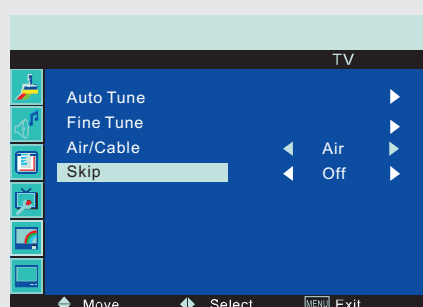 TV
Auto Tune
Fine Tune
Air/Cable Air
Skip Off
Move Select MENU Exit